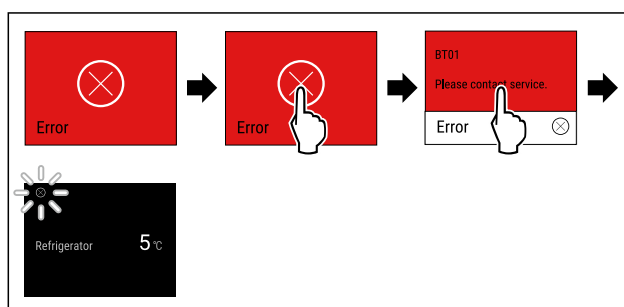 Error
Error
BT01
Please contact service.
Error
Refrigerator 5 °C